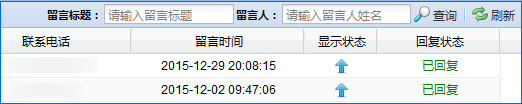 留言标题： 请输入留言标题 留言人： 请输入留言人姓名 查询 刷新
联系电话 留言时间 显示状态 回复状态
2015-12-29 20:08:15 已回复
2015-12-02 09:47:06 已回复